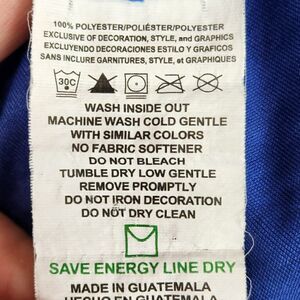 100% POLYESTER/POLIÉSTER/POLYESTER
EXCLUSIVE OF DECORATION, STYLE, and GRAPHICS
EXCLUYENDO DECORACIONES ESTILO Y GRAFICOS
SANS INCLURE GARNITURES, STYLE, et GRAPHIQUES
30C
WASH INSIDE OUT
MACHINE WASH COLD GENTLE
WITH SIMILAR COLORS
NO FABRIC SOFTENER
DO NOT BLEACH
TUMBLE DRY LOW GENTLE
REMOVE PROMPTLY
DO NOT IRON DECORATION
DO NOT DRY CLEAN
SAVE ENERGY LINE DRY
MADE IN GUATEMALA
HECHO EN GUATEMALA